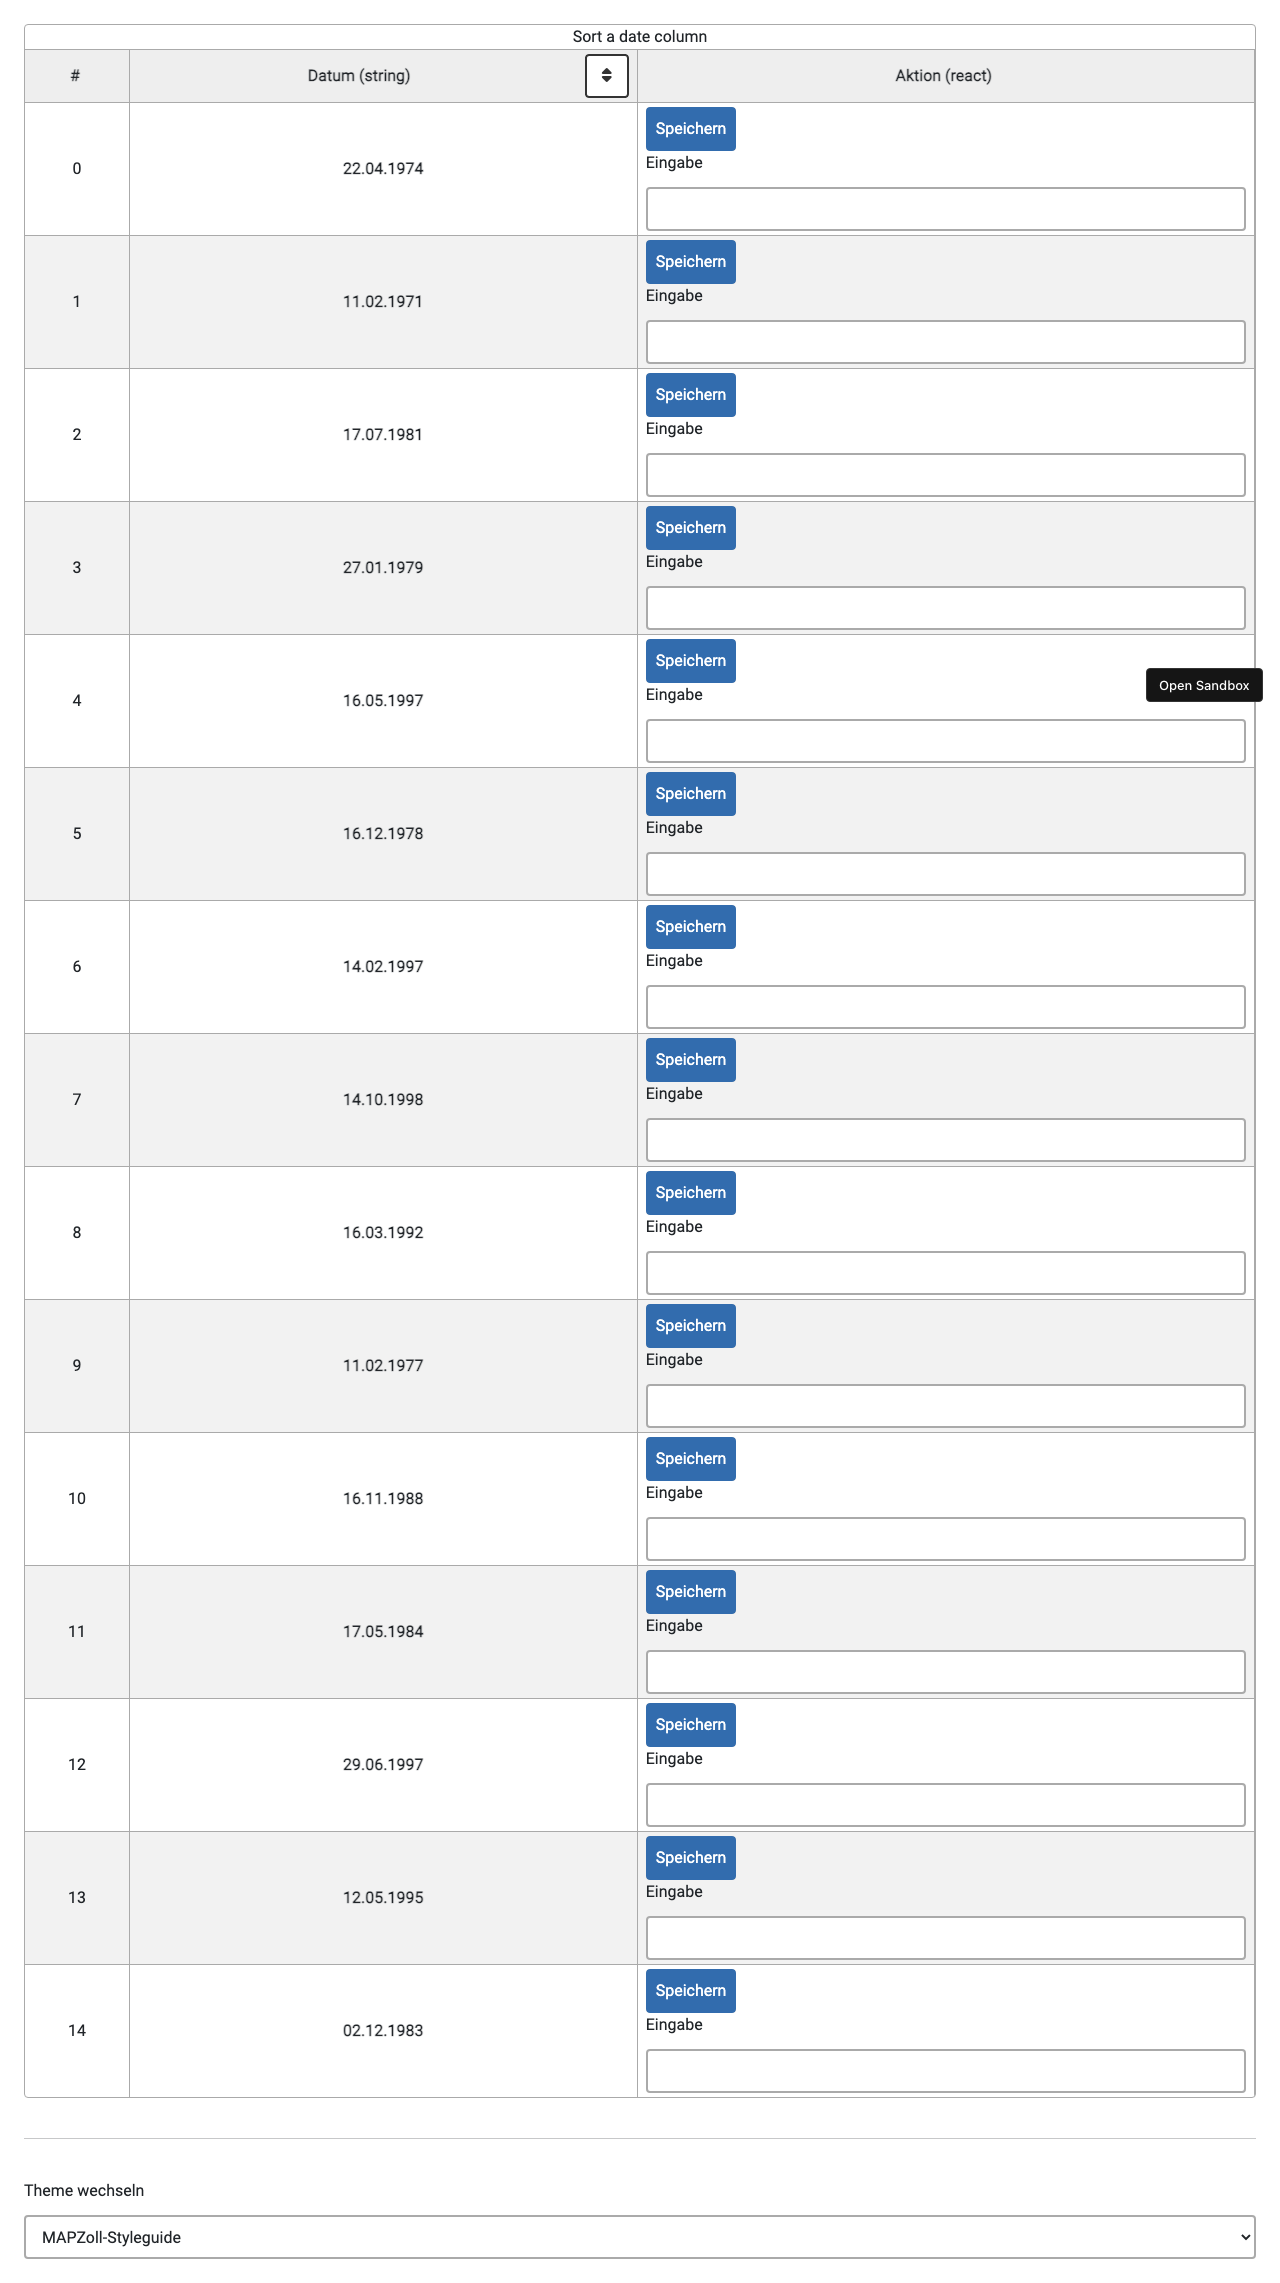 Sort a date column
# Datum (string) Aktion (react)
Speichern
0 22.04.1974 Eingabe
Speichern
1 11.02.1971 Eingabe
Speichern
2 17.07.1981 Eingabe
Speichern
3 27.01.1979 Eingabe
Speichern
4 16.05.1997 Eingabe
Open Sandbox
Speichern
5 16.12.1978 Eingabe
Speichern
6 14.02.1997 Eingabe
Speichern
7 14.10.1998 Eingabe
Speichern
8 16.03.1992 Eingabe
Speichern
9 11.02.1977 Eingabe
Speichern
10 16.11.1988 Eingabe
Speichern
11 17.05.1984 Eingabe
Speichern
12 29.06.1997 Eingabe
Speichern
13 12.05.1995 Eingabe
Speichern
14 02.12.1983 Eingabe
Theme wechseln
MAPZoll-Styleguide